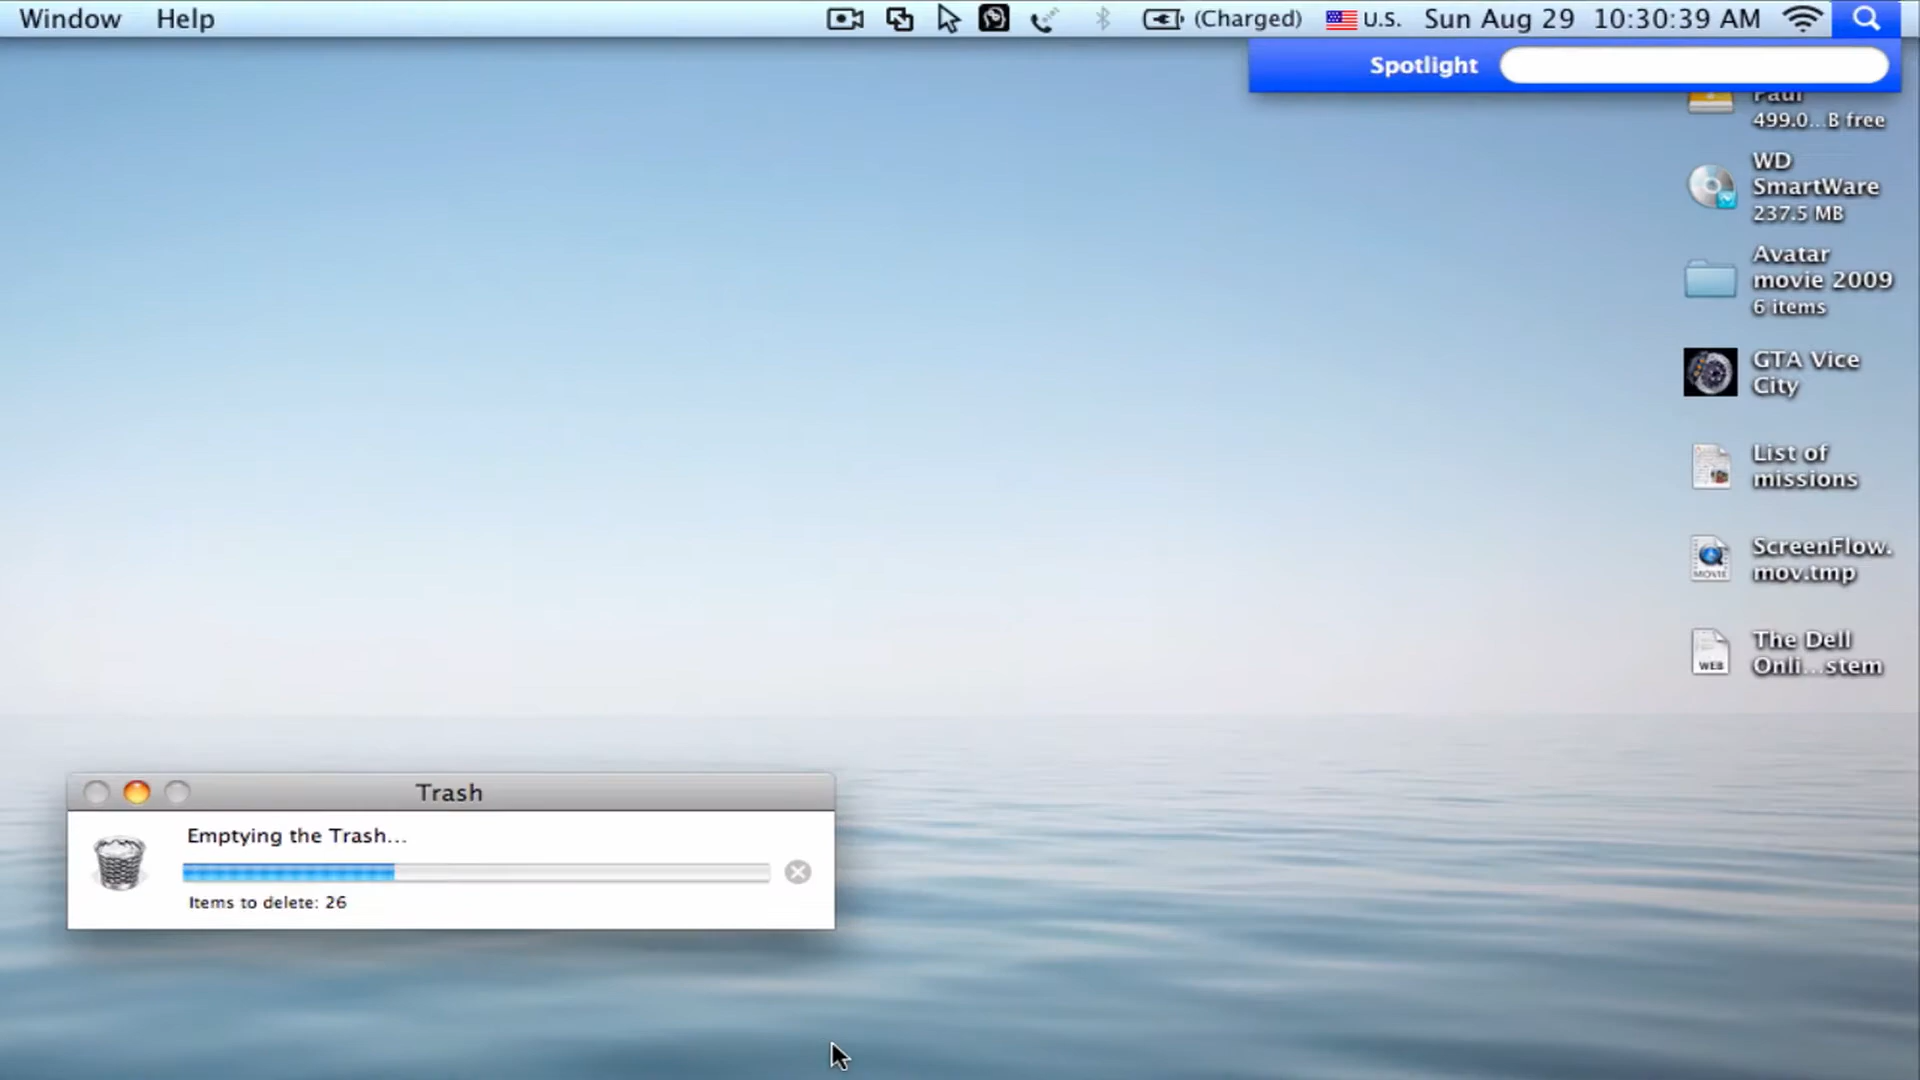 Window Help (Charged) U.S. Sun Aug 29 10:30:39 AM
Spotlight
Paul
499.0...B free
WD
SmartWare
237.5 MB
Avatar
movie 2009
6 items
GTA Vice
City
List of
missions
MOVIE
ScreenFlow.
mov.tmp
WEB
The Dell
Onli...stem
Trash
Emptying the Trash...
Items to delete: 26